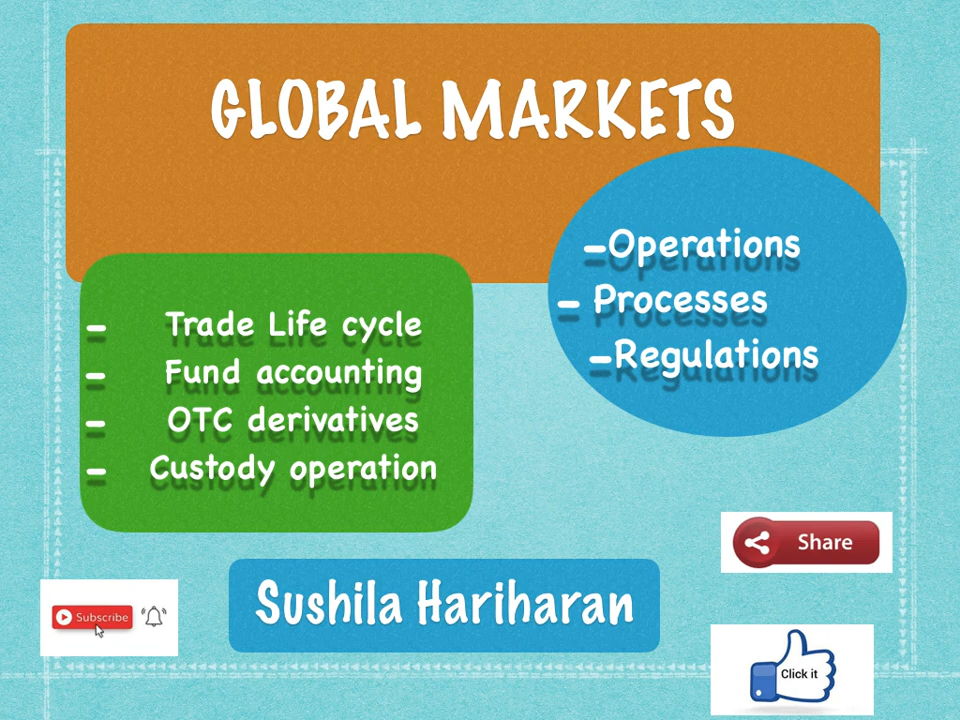 GLOBAL MARKETS
-Operations
- Processes
-Regulations
- Trade Life cycle
- Fund accounting
- OTC derivatives
- Custody operation
Share
Sushila Hariharan
Subscribe
Click it